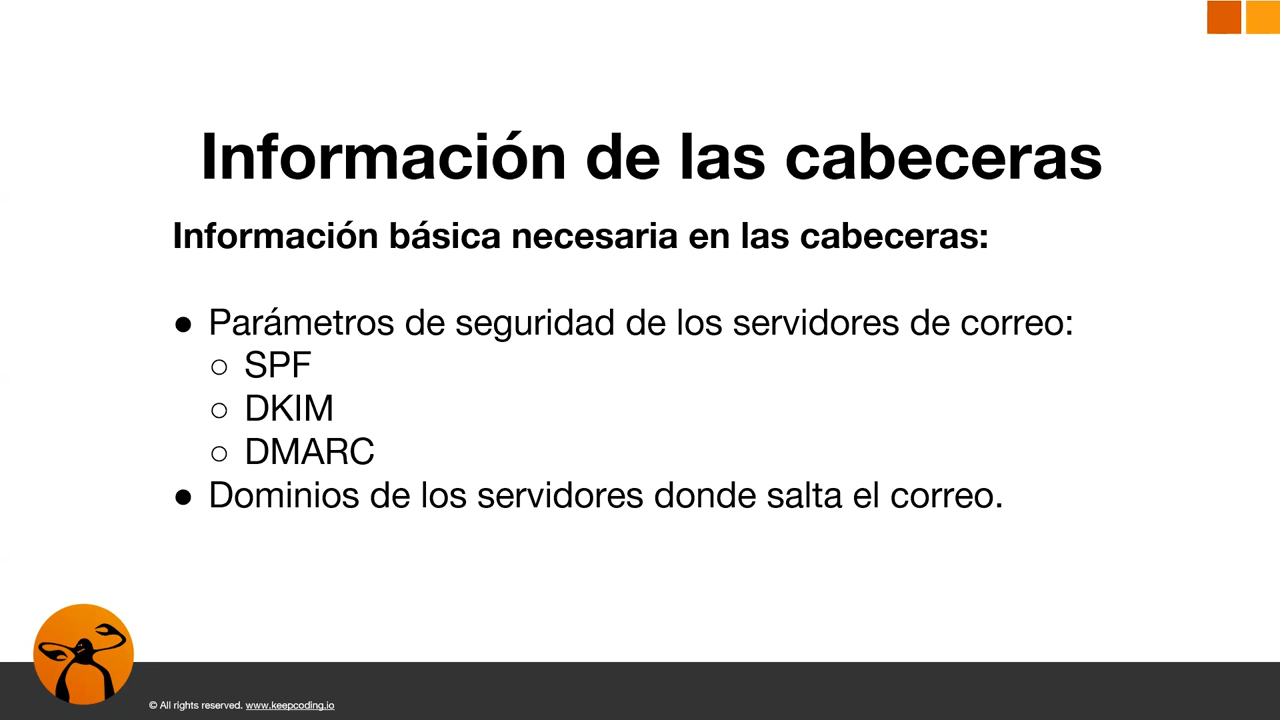 Información de las cabeceras
Información básica necesaria en las cabeceras:
● Parámetros de seguridad de los servidores de correo:
○ SPF
○ DKIM
○ DMARC
● Dominios de los servidores donde salta el correo.
© All rights reserved. www.keepcoding.io